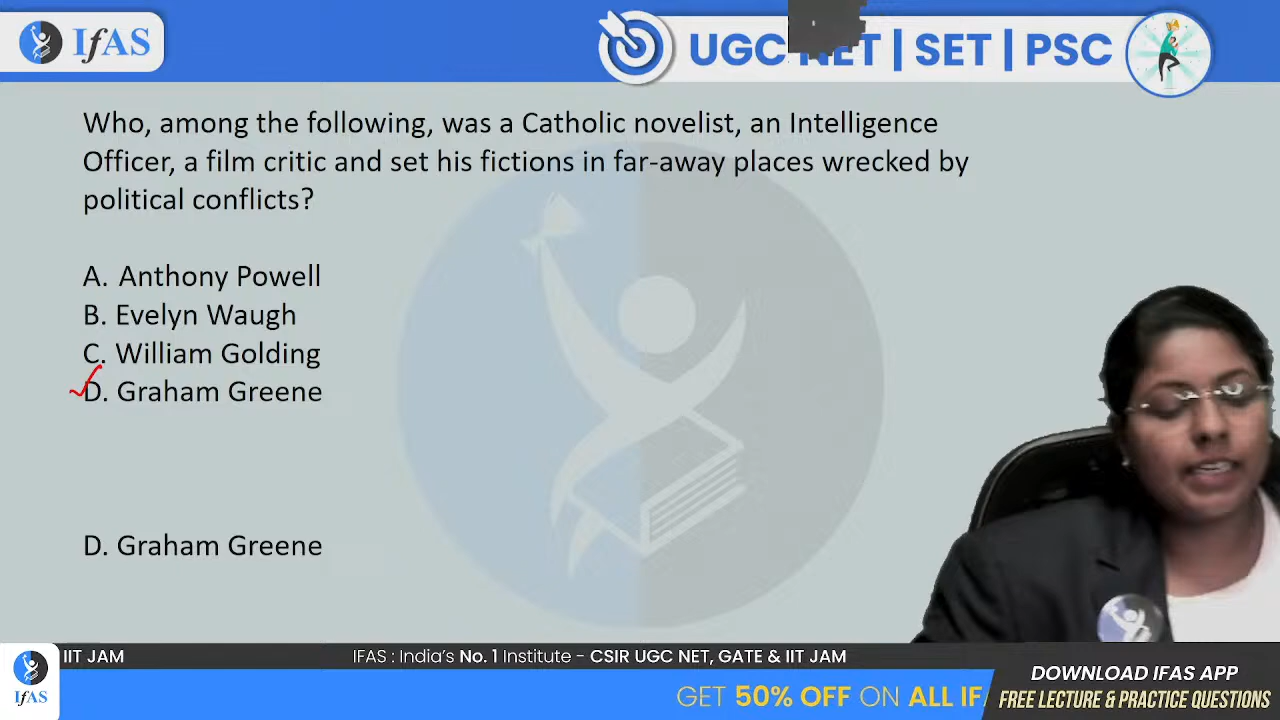 IfAS
UGC NET | SET | PSC
Who, among the following, was a Catholic novelist, an Intelligence
Officer, a film critic and set his fictions in far-away places wrecked by
political conflicts?
A. Anthony Powell
B. Evelyn Waugh
C. William Golding
D. Graham Greene
D. Graham Greene
IIT JAM
IFAS : India's No. 1 Institute - CSIR UGC NET, GATE & IIT JAM
IfAS
GET 50% OFF ON ALL IFA
DOWNLOAD IFAS APP
FREE LECTURE & PRACTICE QUESTIONS